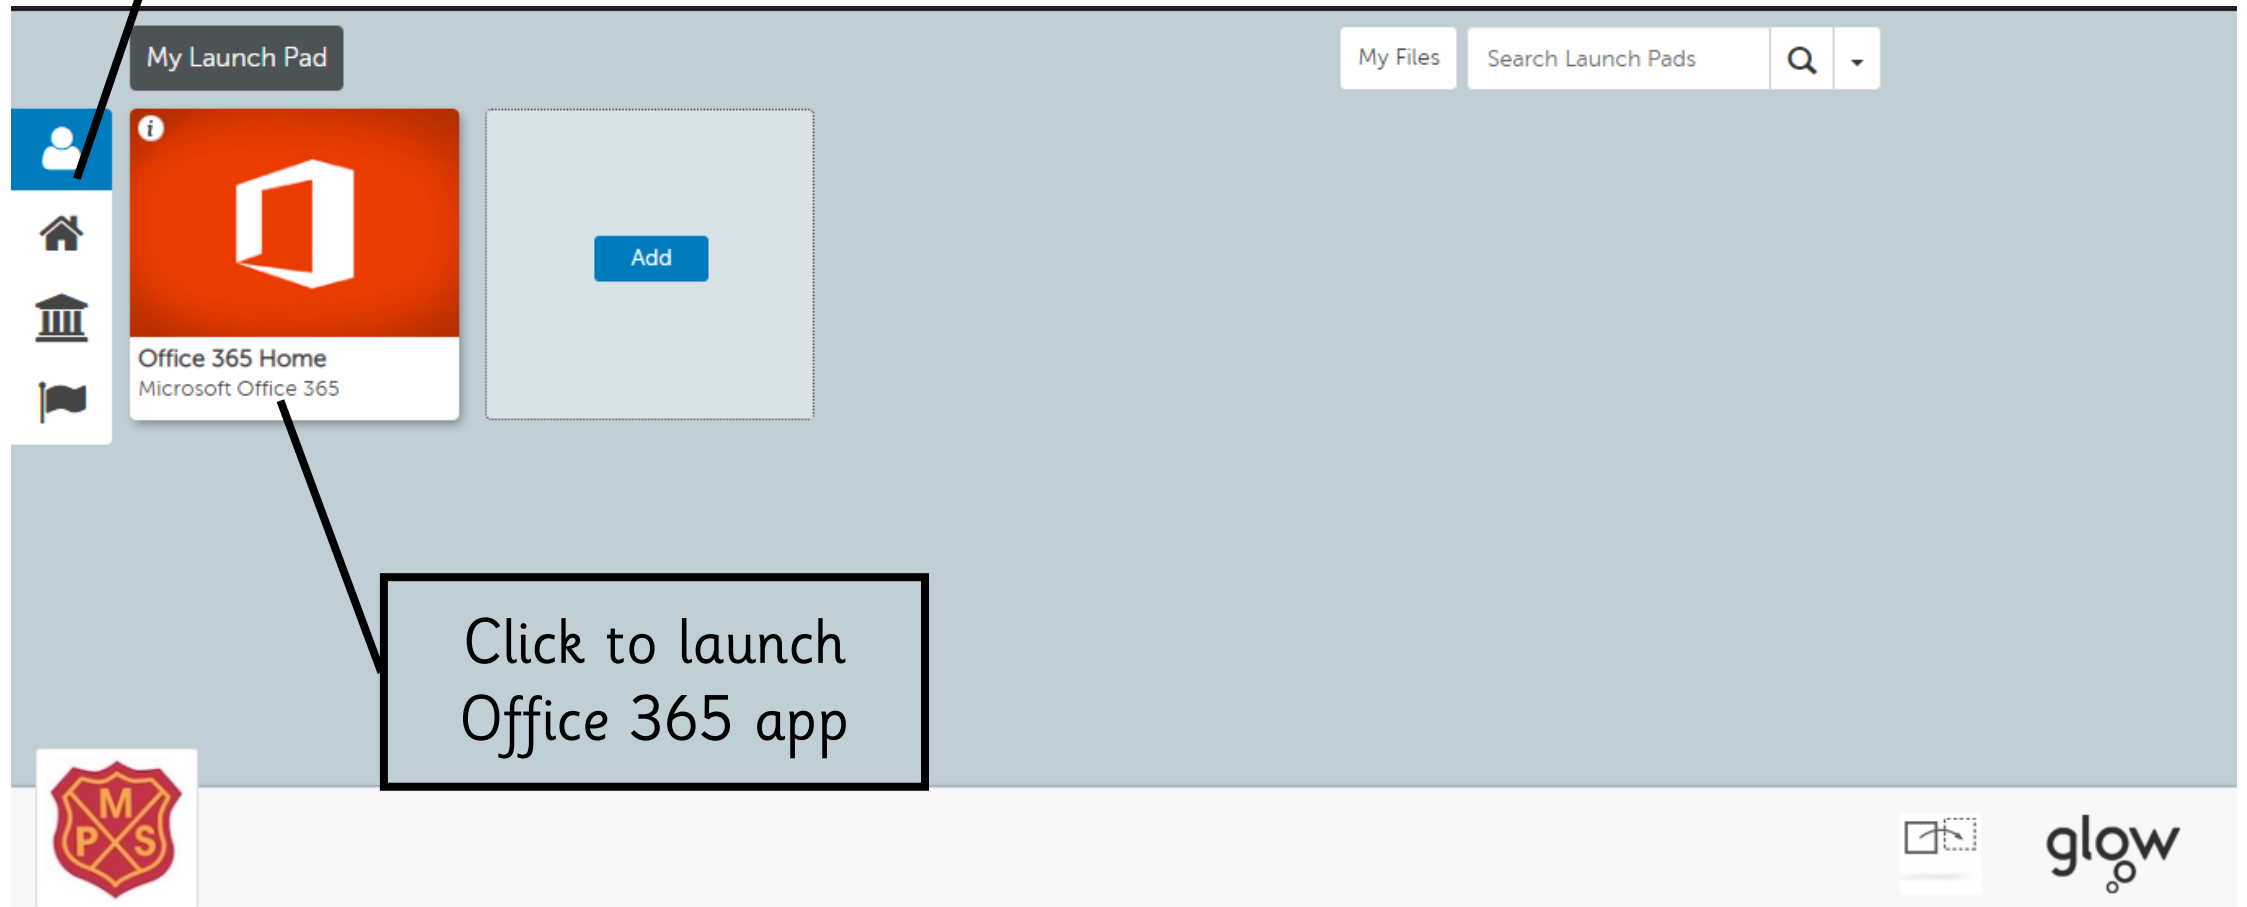 My Launch Pad
My Files
Search Launch Pads
i
Add
Office 365 Home
Microsoft Office 365
Click to launch
Office 365 app
M
P S
glow